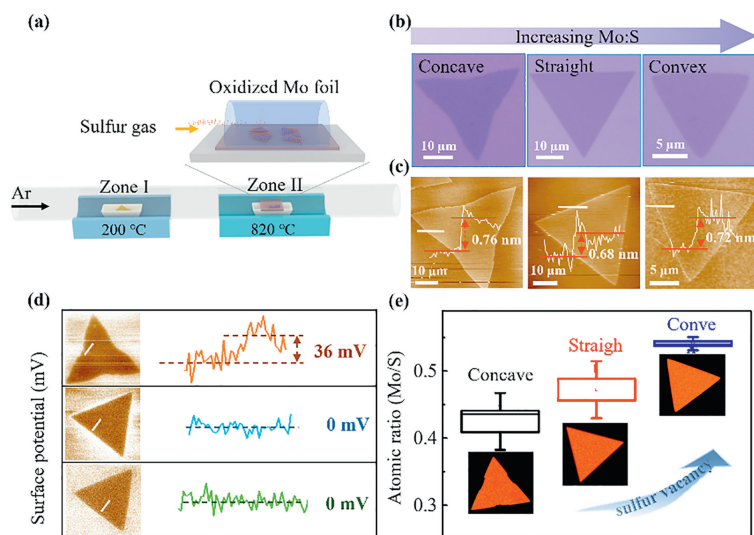 (a)
Oxidized Mo foil
Sulfur gas
Ar
Zone I
Zone II
200 ℃
820 ℃
(b)
Increasing Mo:S
Concave
Straight
Convex
10 μm
10 μm
5 μm
(c)
0.76 nm
0.68 nm
0.72 nm
10 μm
10 μm
5 μm
(d)
Surface potential (mV)
36 mV
0 mV
0 mV
(e)
Atomic ratio (Mo/S)
0.5
0.4
0.3
Concave
Straigh
Conve
sulfur vacancy